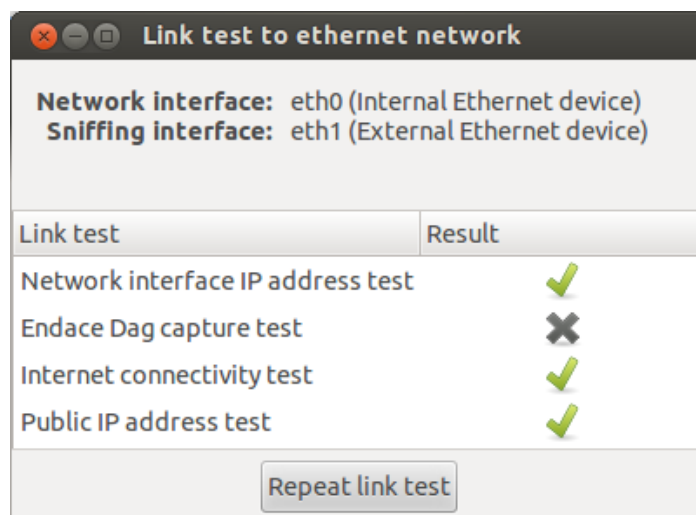 Link test to ethernet network
Network interface: eth0 (Internal Ethernet device)
Sniffing interface: eth1 (External Ethernet device)
Link test Result
Network interface IP address test
Endace Dag capture test
Internet connectivity test
Public IP address test
Repeat link test